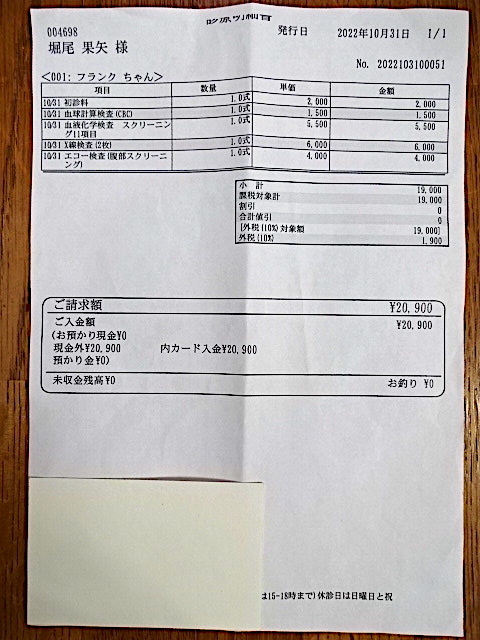 診療明細書
004698
堀尾 果矢 様
発行日 2022年10月31日 1/1
No. 2022103100051
<001: フランク ちゃん>
項目 数量 単価 金額
10/31 初診料 1.0式 2,000 2,000
10/31 血球計算検査(CBC) 1.0式 1,500 1,500
10/31 血液化学検査 スクリーニ 1.0式 5,500 5,500
ング11項目
10/31 X線検査(2枚) 1.0式 6,000 6,000
10/31 エコー検査(腹部スクリーニ 1.0式 4,000 4,000
ング)
小 計 19,000
課税対象計 19,000
割引 0
合計値引 0
[外税(10%)対象額 19,000]
外税(10%) 1,900
ご請求額 ¥20,900
ご入金額 ¥20,900
(お預かり現金¥0
現金外¥20,900 内カード入金¥20,900
預かり金¥0)
未収金残高¥0 お釣り ¥0
は15-18時まで)休診日は日曜日と祝